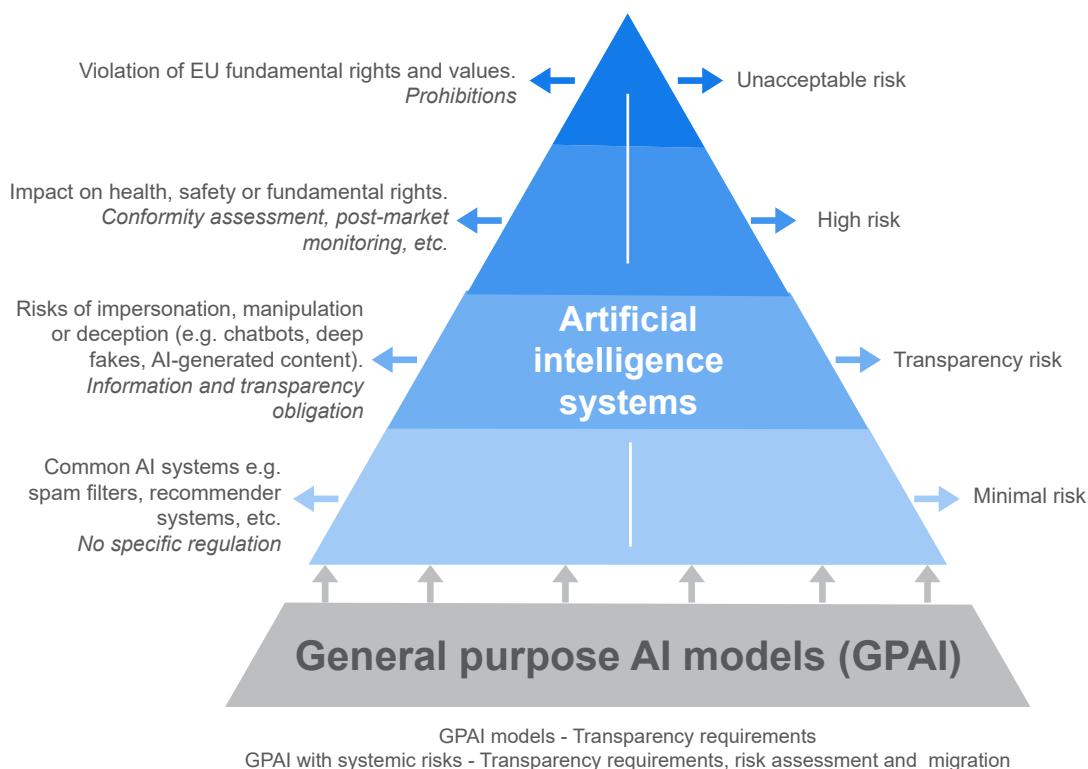 Violation of EU fundamental rights and values.
Prohibitions
Unacceptable risk
Impact on health, safety or fundamental rights.
Conformity assessment, post-market
monitoring, etc.
High risk
Risks of impersonation, manipulation
or deception (e.g. chatbots, deep
fakes, AI-generated content).
Information and transparency
obligation
Artificial
intelligence
systems
Transparency risk
Common AI systems e.g.
spam filters, recommender
systems, etc.
No specific regulation
Minimal risk
General purpose AI models (GPAI)
GPAI models - Transparency requirements
GPAI with systemic risks - Transparency requirements, risk assessment and migration